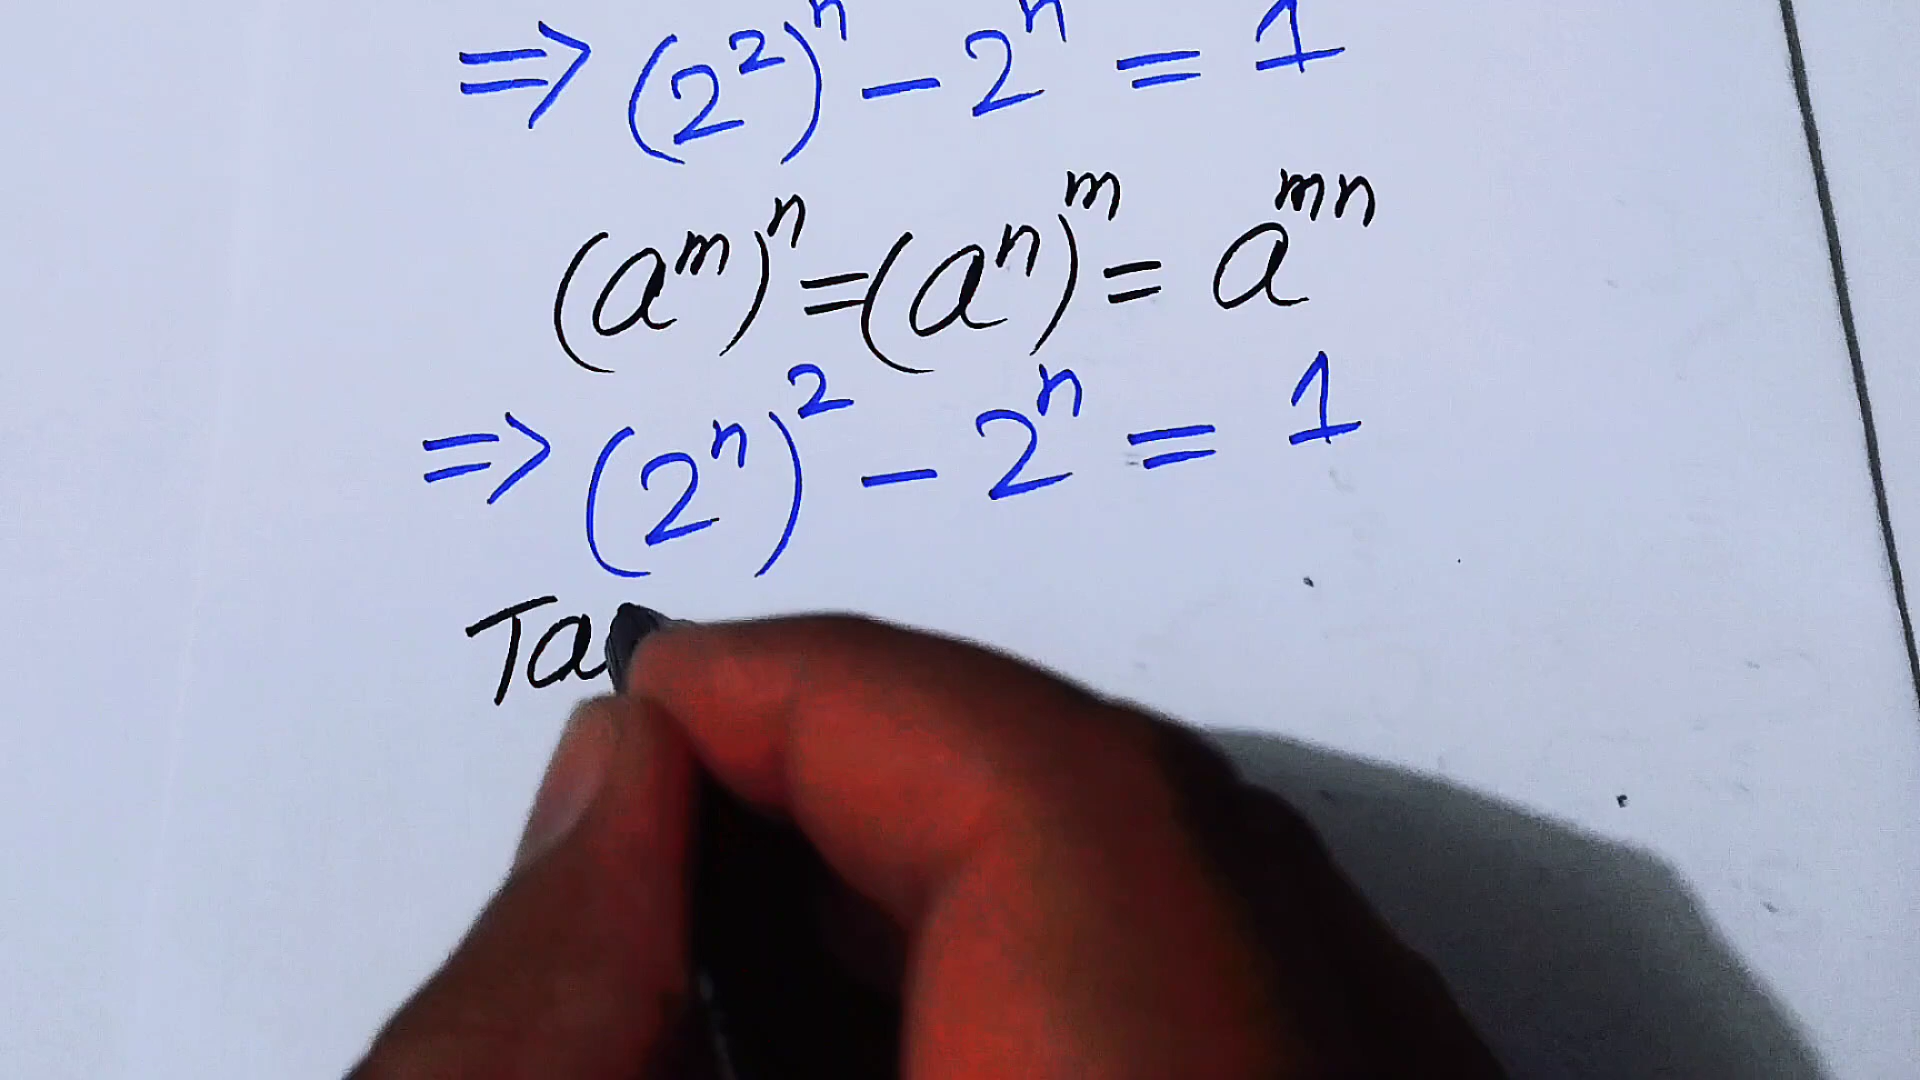 ⇒ (2²)ⁿ − 2ⁿ = 1
(aᵐ)ⁿ = (aⁿ)ᵐ = aᵐⁿ
⇒ (2ⁿ)² − 2ⁿ = 1
Ta